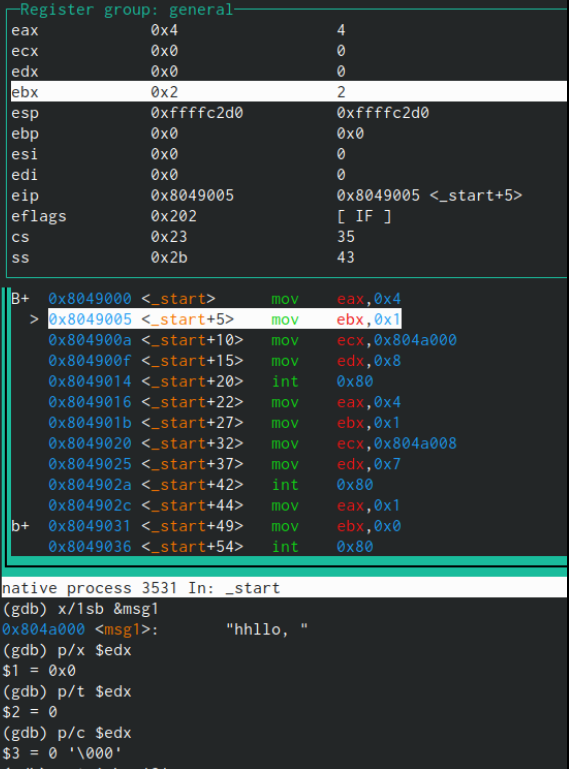 Register group: general
eax 0x4 4
ecx 0x0 0
edx 0x0 0
ebx 0x2 2
esp 0xffffc2d0 0xffffc2d0
ebp 0x0 0x0
esi 0x0 0
edi 0x0 0
eip 0x8049005 0x8049005 <_start+5>
eflags 0x202 [ IF ]
cs 0x23 35
ss 0x2b 43
B+ 0x8049000 <_start> mov eax,0x4
> 0x8049005 <_start+5> mov ebx,0x1
0x804900a <_start+10> mov ecx,0x804a000
0x804900f <_start+15> mov edx,0x8
0x8049014 <_start+20> int 0x80
0x8049016 <_start+22> mov eax,0x4
0x804901b <_start+27> mov ebx,0x1
0x8049020 <_start+32> mov ecx,0x804a008
0x8049025 <_start+37> mov edx,0x7
0x804902a <_start+42> int 0x80
0x804902c <_start+44> mov eax,0x1
b+ 0x8049031 <_start+49> mov ebx,0x0
0x8049036 <_start+54> int 0x80
native process 3531 In: _start
(gdb) x/1sb &msg1
0x804a000 <msg1>: "hhllo, "
(gdb) p/x $edx
$1 = 0x0
(gdb) p/t $edx
$2 = 0
(gdb) p/c $edx
$3 = 0 '\000'